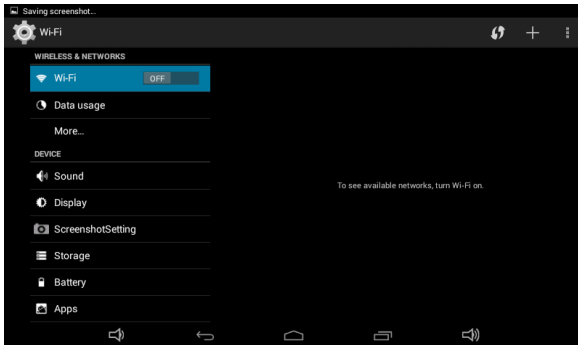 Saving screenshot...
Wi-Fi
WIRELESS & NETWORKS
Wi-Fi OFF
Data usage
More...
DEVICE
Sound
Display
ScreenshotSetting
Storage
Battery
Apps
To see available networks, turn Wi-Fi on.